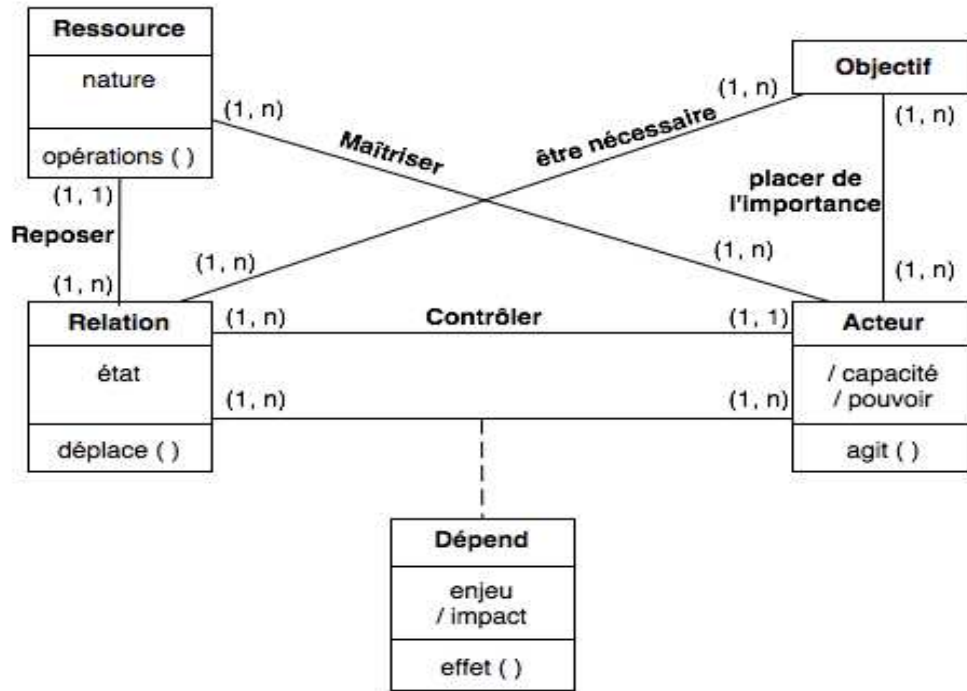 Ressource
nature
opérations ( )
Objectif
(1, n)
(1, n)
(1, n)
Maîtriser
être nécessaire
placer de
l'importance
(1, 1)
Reposer
(1, n)
(1, n)
(1, n)
(1, n)
Relation
état
déplace ( )
(1, n)
Contrôler
(1, 1)
(1, n)
(1, n)
Acteur
/ capacité
/ pouvoir
agit ( )
Dépend
enjeu
/ impact
effet ( )